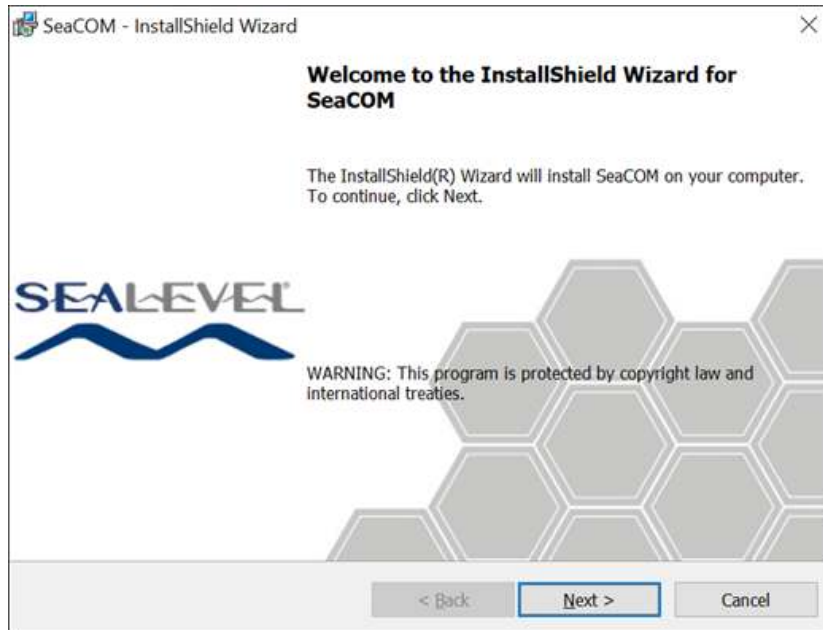 SeaCOM - InstallShield Wizard
Welcome to the InstallShield Wizard for
SeaCOM
The InstallShield(R) Wizard will install SeaCOM on your computer.
To continue, click Next.
SEALEVEL
WARNING: This program is protected by copyright law and
international treaties.
< Back
Next >
Cancel